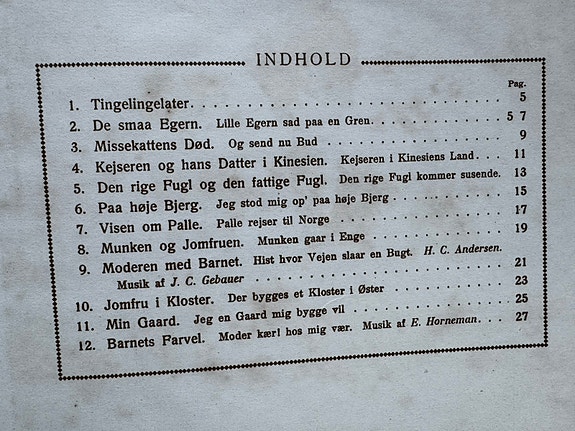 INDHOLD
Pag.
1. Tingelingelater. . . . . . . . . . . . . . . . . . . . . . . . . . 5
2. De smaa Egern. Lille Egern sad paa en Gren. . . . . . . . . . . 5 7
3. Missekattens Død. Og send nu Bud . . . . . . . . . . . . . . . 9
4. Kejseren og hans Datter i Kinesien. Kejseren i Kinesiens Land. . . 11
5. Den rige Fugl og den fattige Fugl. Den rige Fugl kommer susende. 13
6. Paa høje Bjerg. Jeg stod mig op' paa høje Bjerg . . . . . . . . 15
7. Visen om Palle. Palle rejser til Norge . . . . . . . . . . . . . 17
8. Munken og Jomfruen. Munken gaar i Enge . . . . . . . . . . . . 19
9. Moderen med Barnet. Hist hvor Vejen slaar en Bugt. H. C. Andersen.
Musik af J. C. Gebauer . . . . . . . . . . . . . . . . . . . . 21
10. Jomfru i Kloster. Der bygges et Kloster i Øster . . . . . . . . 23
11. Min Gaard. Jeg en Gaard mig bygge vil . . . . . . . . . . . . . 25
12. Barnets Farvel. Moder kær! hos mig vær. Musik af E. Horneman. . . 27